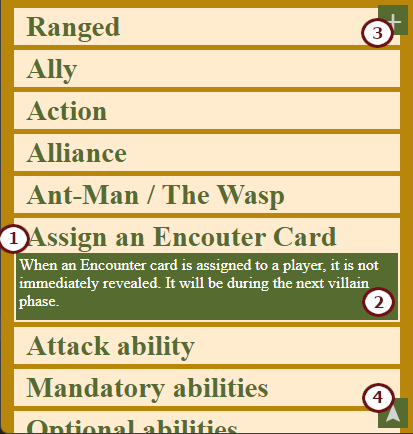 Ranged
3
Ally
Action
Alliance
Ant-Man / The Wasp
1
Assign an Encouter Card
When an Encounter card is assigned to a player, it is not
immediately revealed. It will be during the next villain
phase.
2
Attack ability
Mandatory abilities
4
Optional abilities